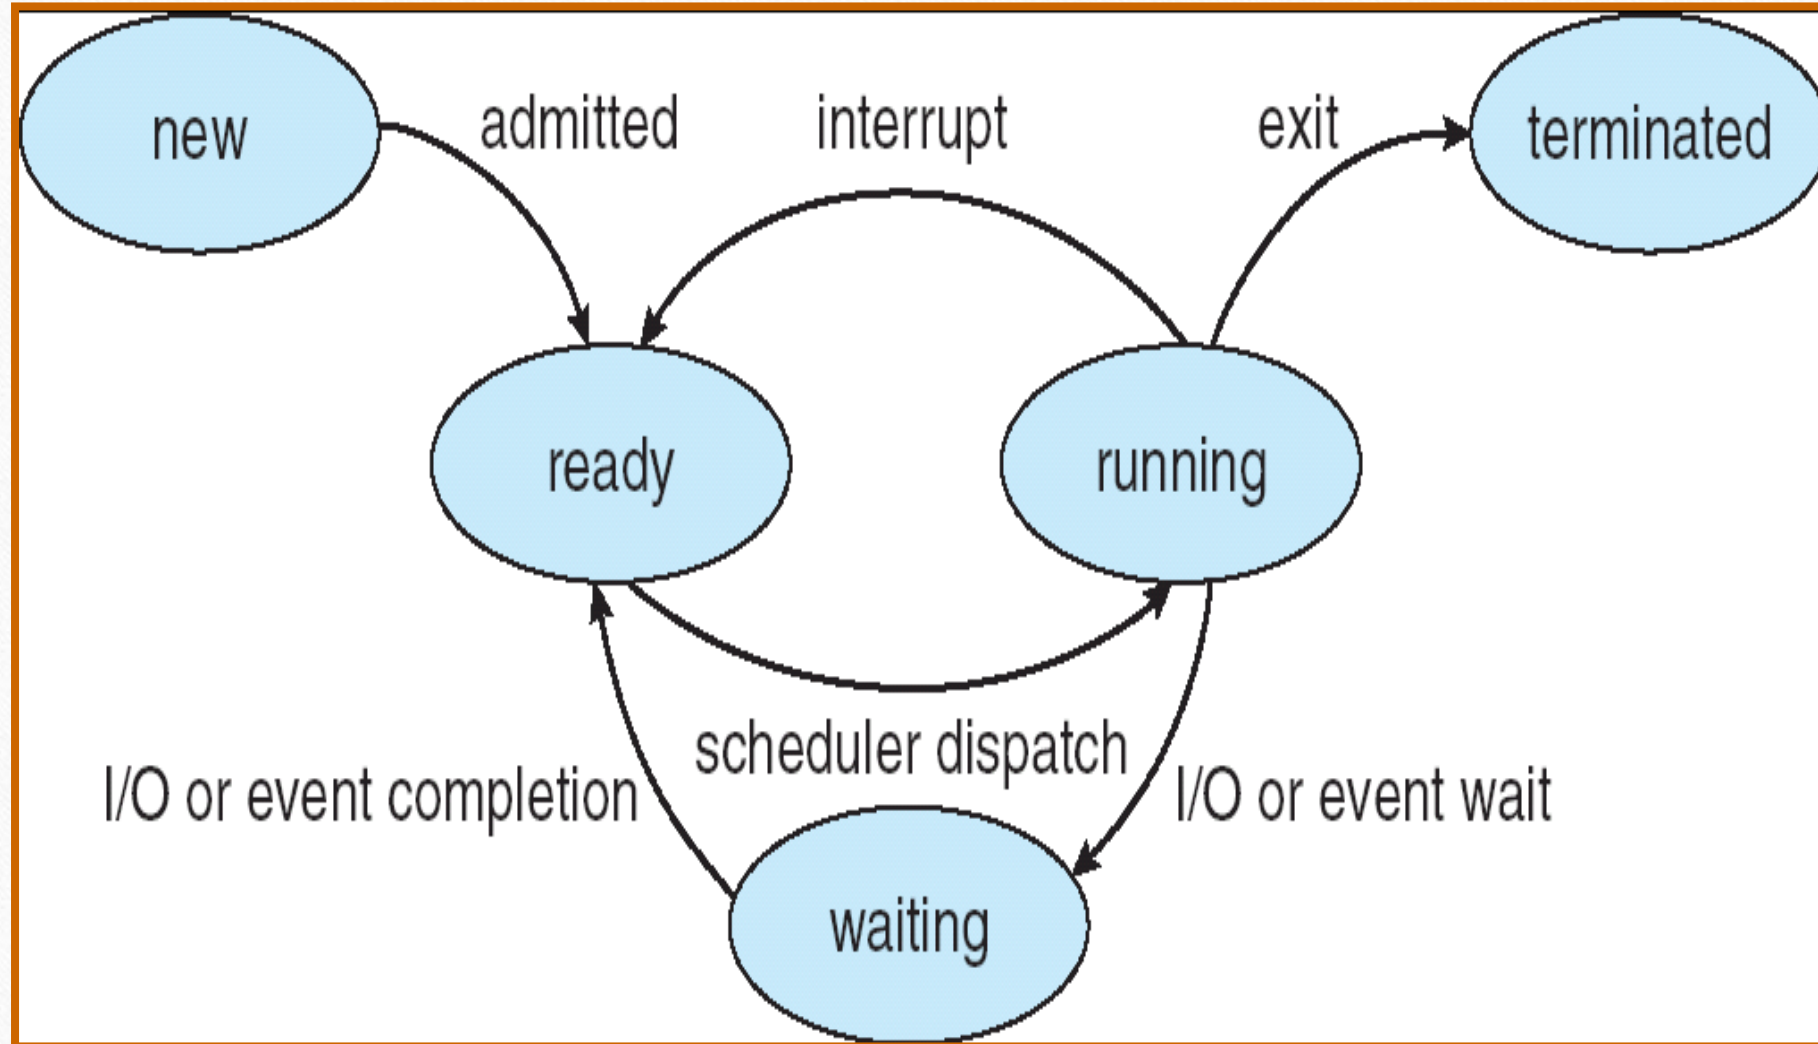 new
admitted
interrupt
exit
terminated
ready
running
scheduler dispatch
I/O or event completion
I/O or event wait
waiting